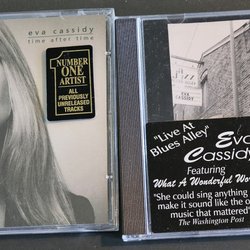 eva cassidy
time after time
1
NUMBER
ONE
ARTIST
ALL
PREVIOUSLY
UNRELEASED
TRACKS
EVA
CASSIDY
"Live At
Blues Alley"
Eva
Cassidy
Featuring
What A Wonderful
"She could sing anything
make it sound like the o
music that mattered
The Washington Post